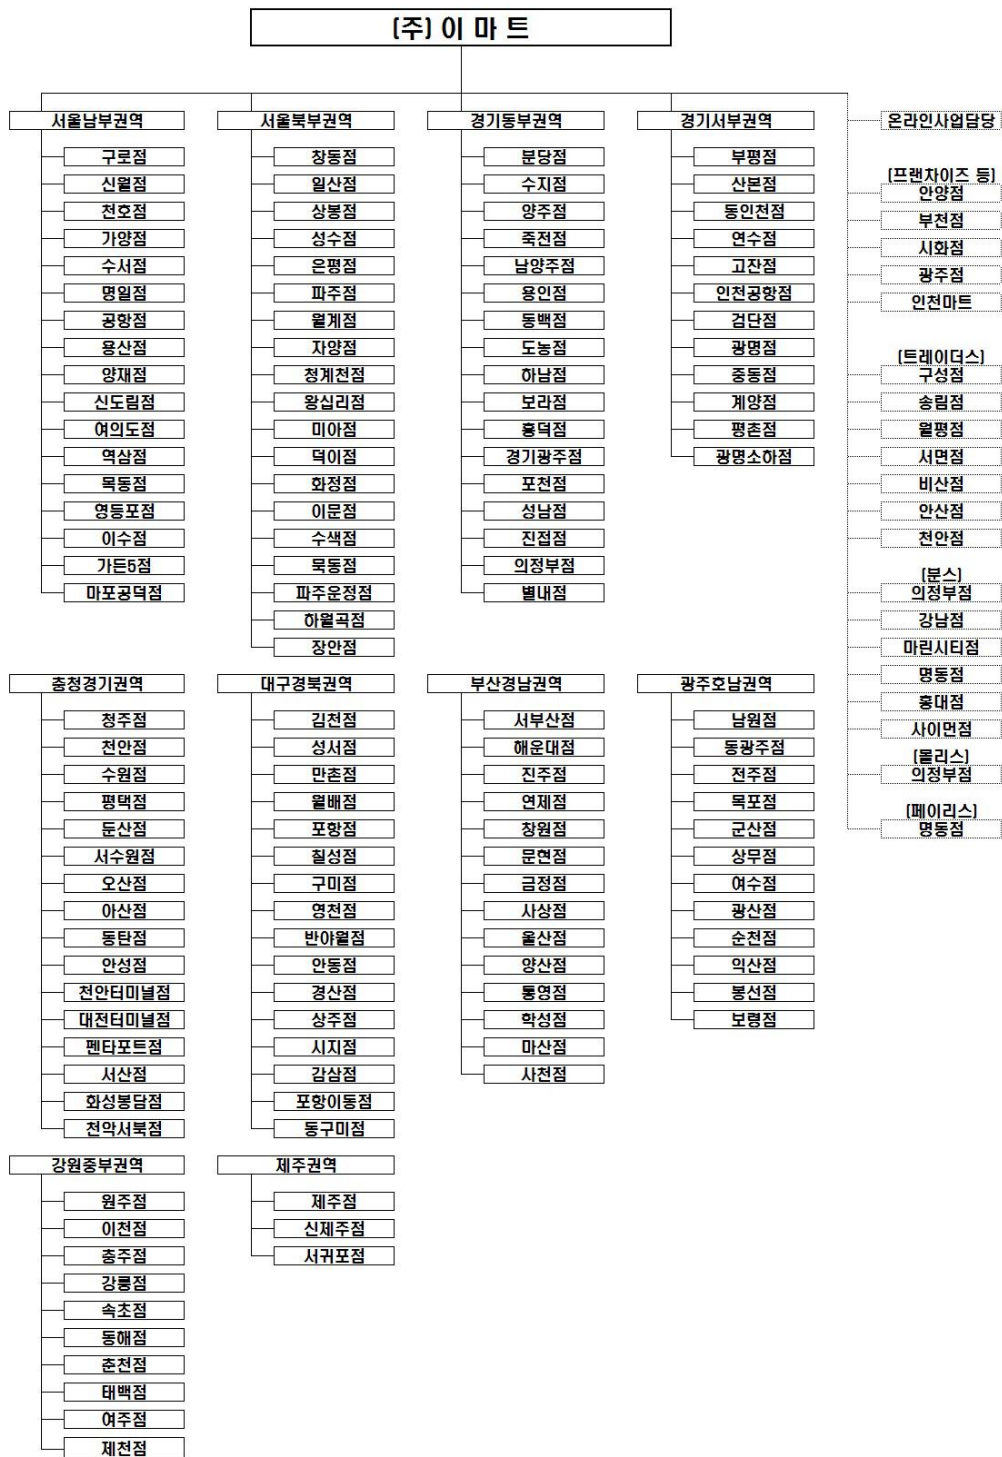 (주) 이 마 트
서울남부권역
구로점
신월점
천호점
가양점
수서점
명일점
공항점
용산점
양재점
신도림점
여의도점
역삼점
목동점
영등포점
이수점
가든5점
마포공덕점
서울북부권역
창동점
일산점
상봉점
성수점
은평점
파주점
월계점
자양점
청계천점
왕십리점
미아점
덕이점
화정점
이문점
수색점
묵동점
파주운정점
하월곡점
장안점
경기동부권역
분당점
수지점
양주점
죽전점
남양주점
용인점
동백점
도농점
하남점
보라점
흥덕점
경기광주점
포천점
성남점
진접점
의정부점
별내점
경기서부권역
부평점
산본점
동인천점
연수점
고잔점
인천공항점
검단점
광명점
중동점
계양점
평촌점
광명소하점
온라인사업담당
(프랜차이즈 등)
안양점
부천점
시화점
광주점
인천마트
(트레이더스)
구성점
송림점
월평점
서면점
비산점
안산점
천안점
(분스)
의정부점
강남점
마린시티점
명동점
홍대점
사이먼점
(몰리스)
의정부점
(페이리스)
명동점
충청경기권역
청주점
천안점
수원점
평택점
둔산점
서수원점
오산점
아산점
동탄점
안성점
천안터미널점
대전터미널점
펜타포트점
서산점
화성봉담점
천악서북점
대구경북권역
김천점
성서점
만촌점
월배점
포항점
칠성점
구미점
영천점
반야월점
안동점
경산점
상주점
시지점
감삼점
포항이동점
동구미점
부산경남권역
서부산점
해운대점
진주점
연제점
창원점
문현점
금정점
사상점
울산점
양산점
통영점
학성점
마산점
사천점
광주호남권역
남원점
동광주점
전주점
목포점
군산점
상무점
여수점
광산점
순천점
익산점
봉선점
보령점
강원중부권역
원주점
이천점
충주점
강릉점
속초점
동해점
춘천점
태백점
여주점
제천점
제주권역
제주점
신제주점
서귀포점